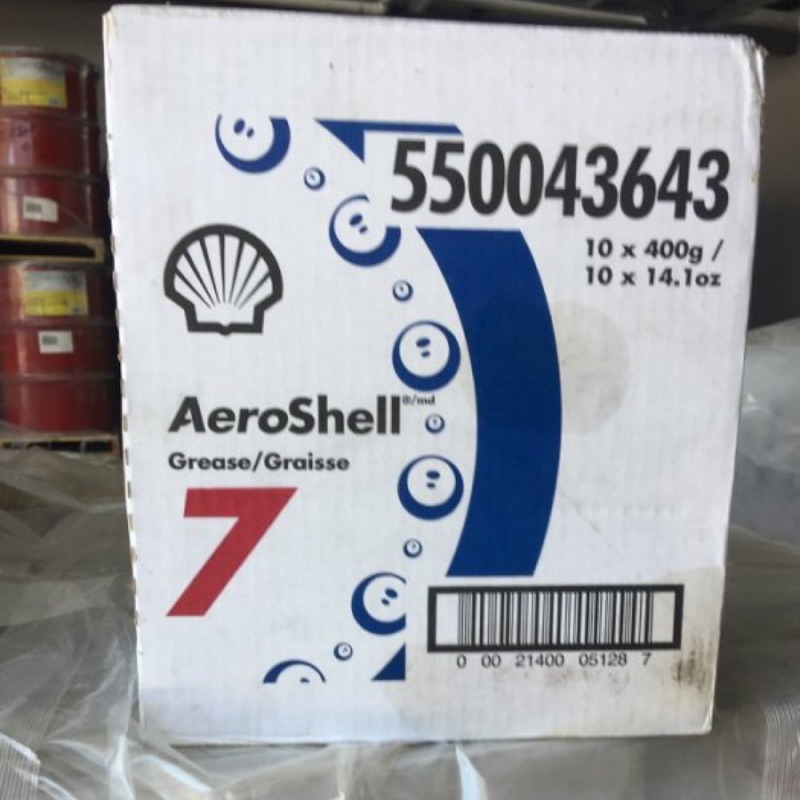 550043643
10 x 400g /
10 x 14.1oz
AeroShell®/md
Grease/Graisse
7
0 00 21400 05128 7